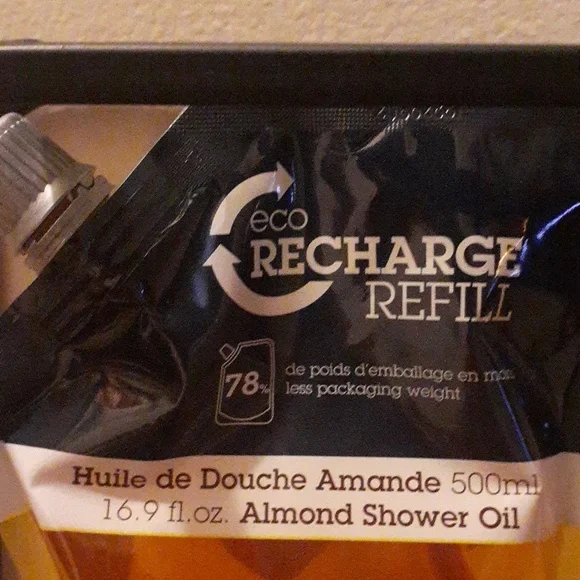 éco
RECHARGE
REFILL
78%
de poids d'emballage en
less packaging weight
Huile de Douche Amande 500ml
16.9 fl.oz. Almond Shower Oil